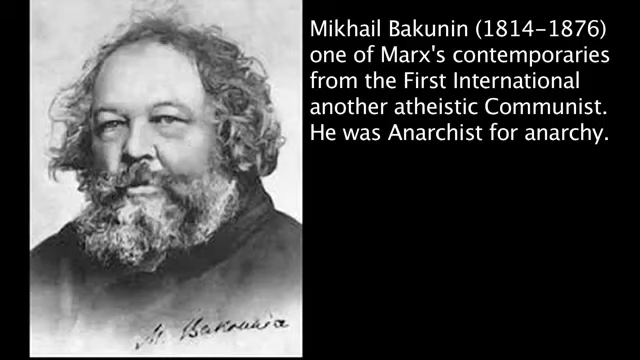 Mikhail Bakunin (1814-1876)
one of Marx's contemporaries
from the First International
another atheistic Communist.
He was Anarchist for anarchy.
M. Bakounine